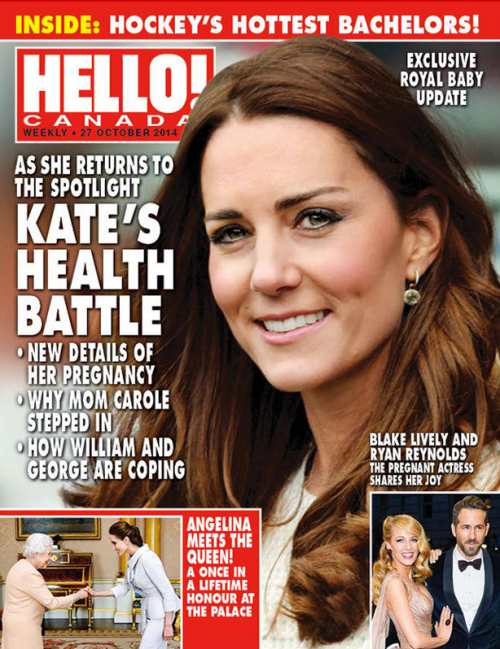 INSIDE: HOCKEY'S HOTTEST BACHELORS!
HELLO!
CANADA
WEEKLY • 27 OCTOBER 2014
EXCLUSIVE
ROYAL BABY
UPDATE
AS SHE RETURNS TO
THE SPOTLIGHT
KATE'S
HEALTH
BATTLE
• NEW DETAILS OF
HER PREGNANCY
• WHY MOM CAROLE
STEPPED IN
• HOW WILLIAM AND
GEORGE ARE COPING
BLAKE LIVELY AND
RYAN REYNOLDS
THE PREGNANT ACTRESS
SHARES HER JOY
ANGELINA
MEETS THE
QUEEN!
A ONCE IN
A LIFETIME
HONOUR AT
THE PALACE